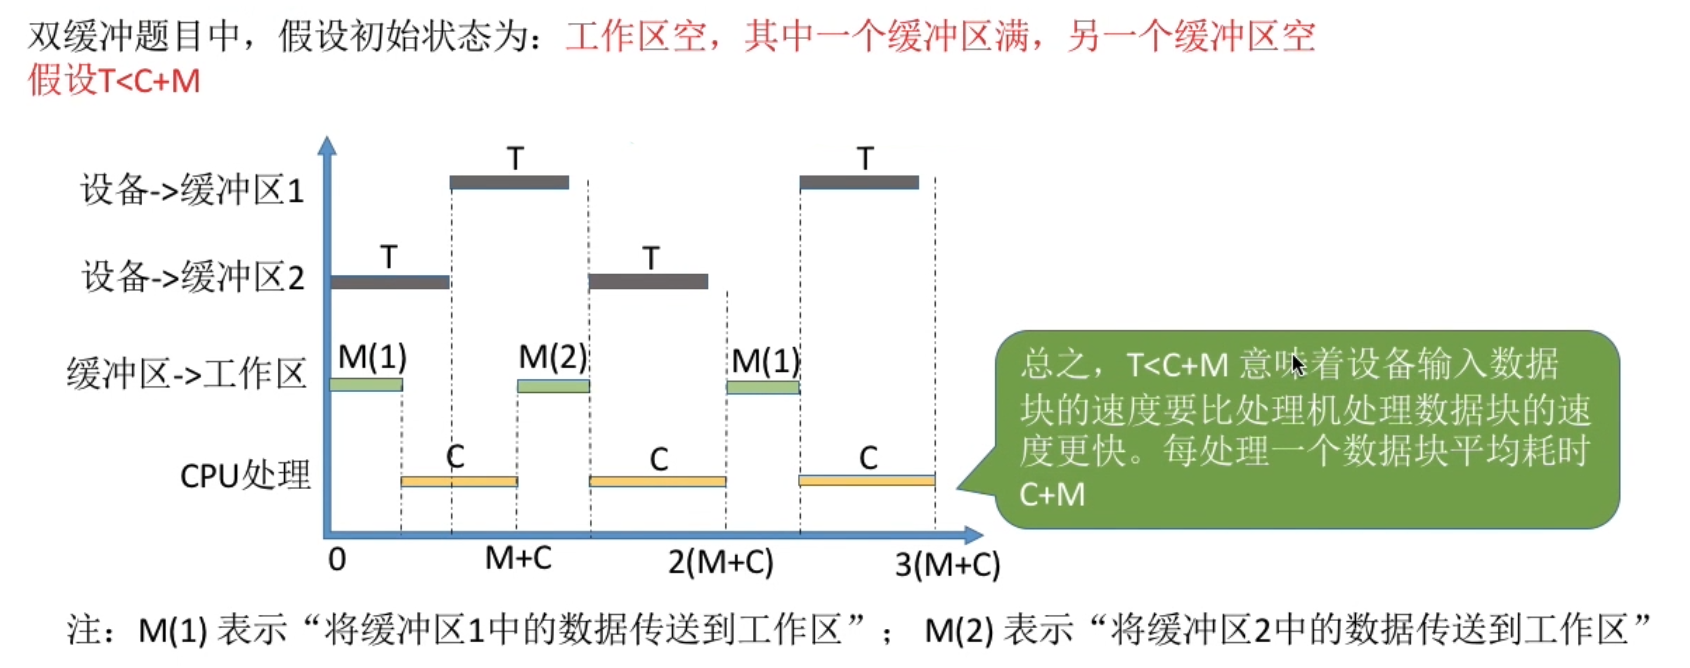 双缓冲题目中，假设初始状态为：工作区空，其中一个缓冲区满，另一个缓冲区空
假设T<C+M
T
T
设备->缓冲区1
T
T
设备->缓冲区2
M(1)
M(2)
M(1)
缓冲区->工作区
C
C
C
CPU处理
0
M+C
2(M+C)
3(M+C)
总之，T<C+M 意味着设备输入数据
块的速度要比处理机处理数据块的速
度更快。每处理一个数据块平均耗时
C+M
注：M(1) 表示“将缓冲区1中的数据传送到工作区”； M(2) 表示“将缓冲区2中的数据传送到工作区”